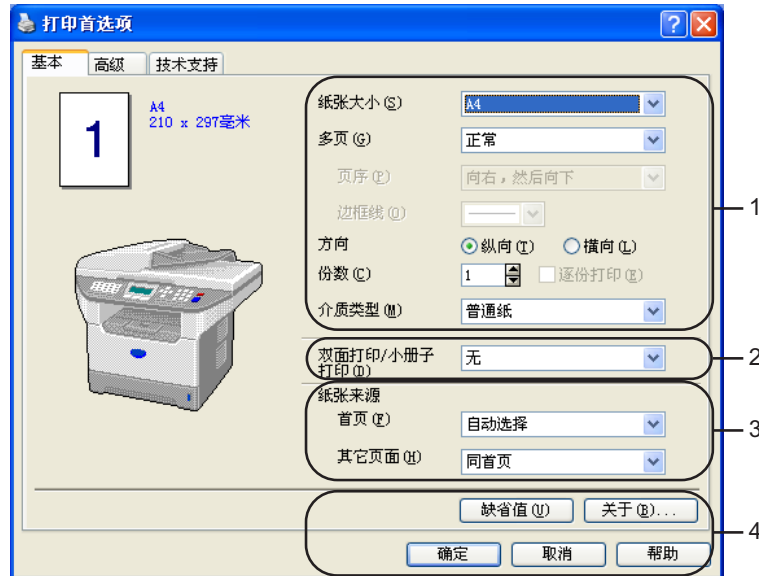 打印首选项
基本 高级 技术支持
1
A4
210 x 297毫米
纸张大小(S) A4
多页(G) 正常
页序(P) 向右，然后向下
边框线(O)
方向 纵向(T) 横向(L)
份数(C) 1 逐份打印(E)
介质类型(M) 普通纸
1
双面打印/小册子
打印(D) 无
2
纸张来源
首页(F) 自动选择
其它页面(H) 同首页
3
缺省值(U) 关于(B)...
确定 取消 帮助
4